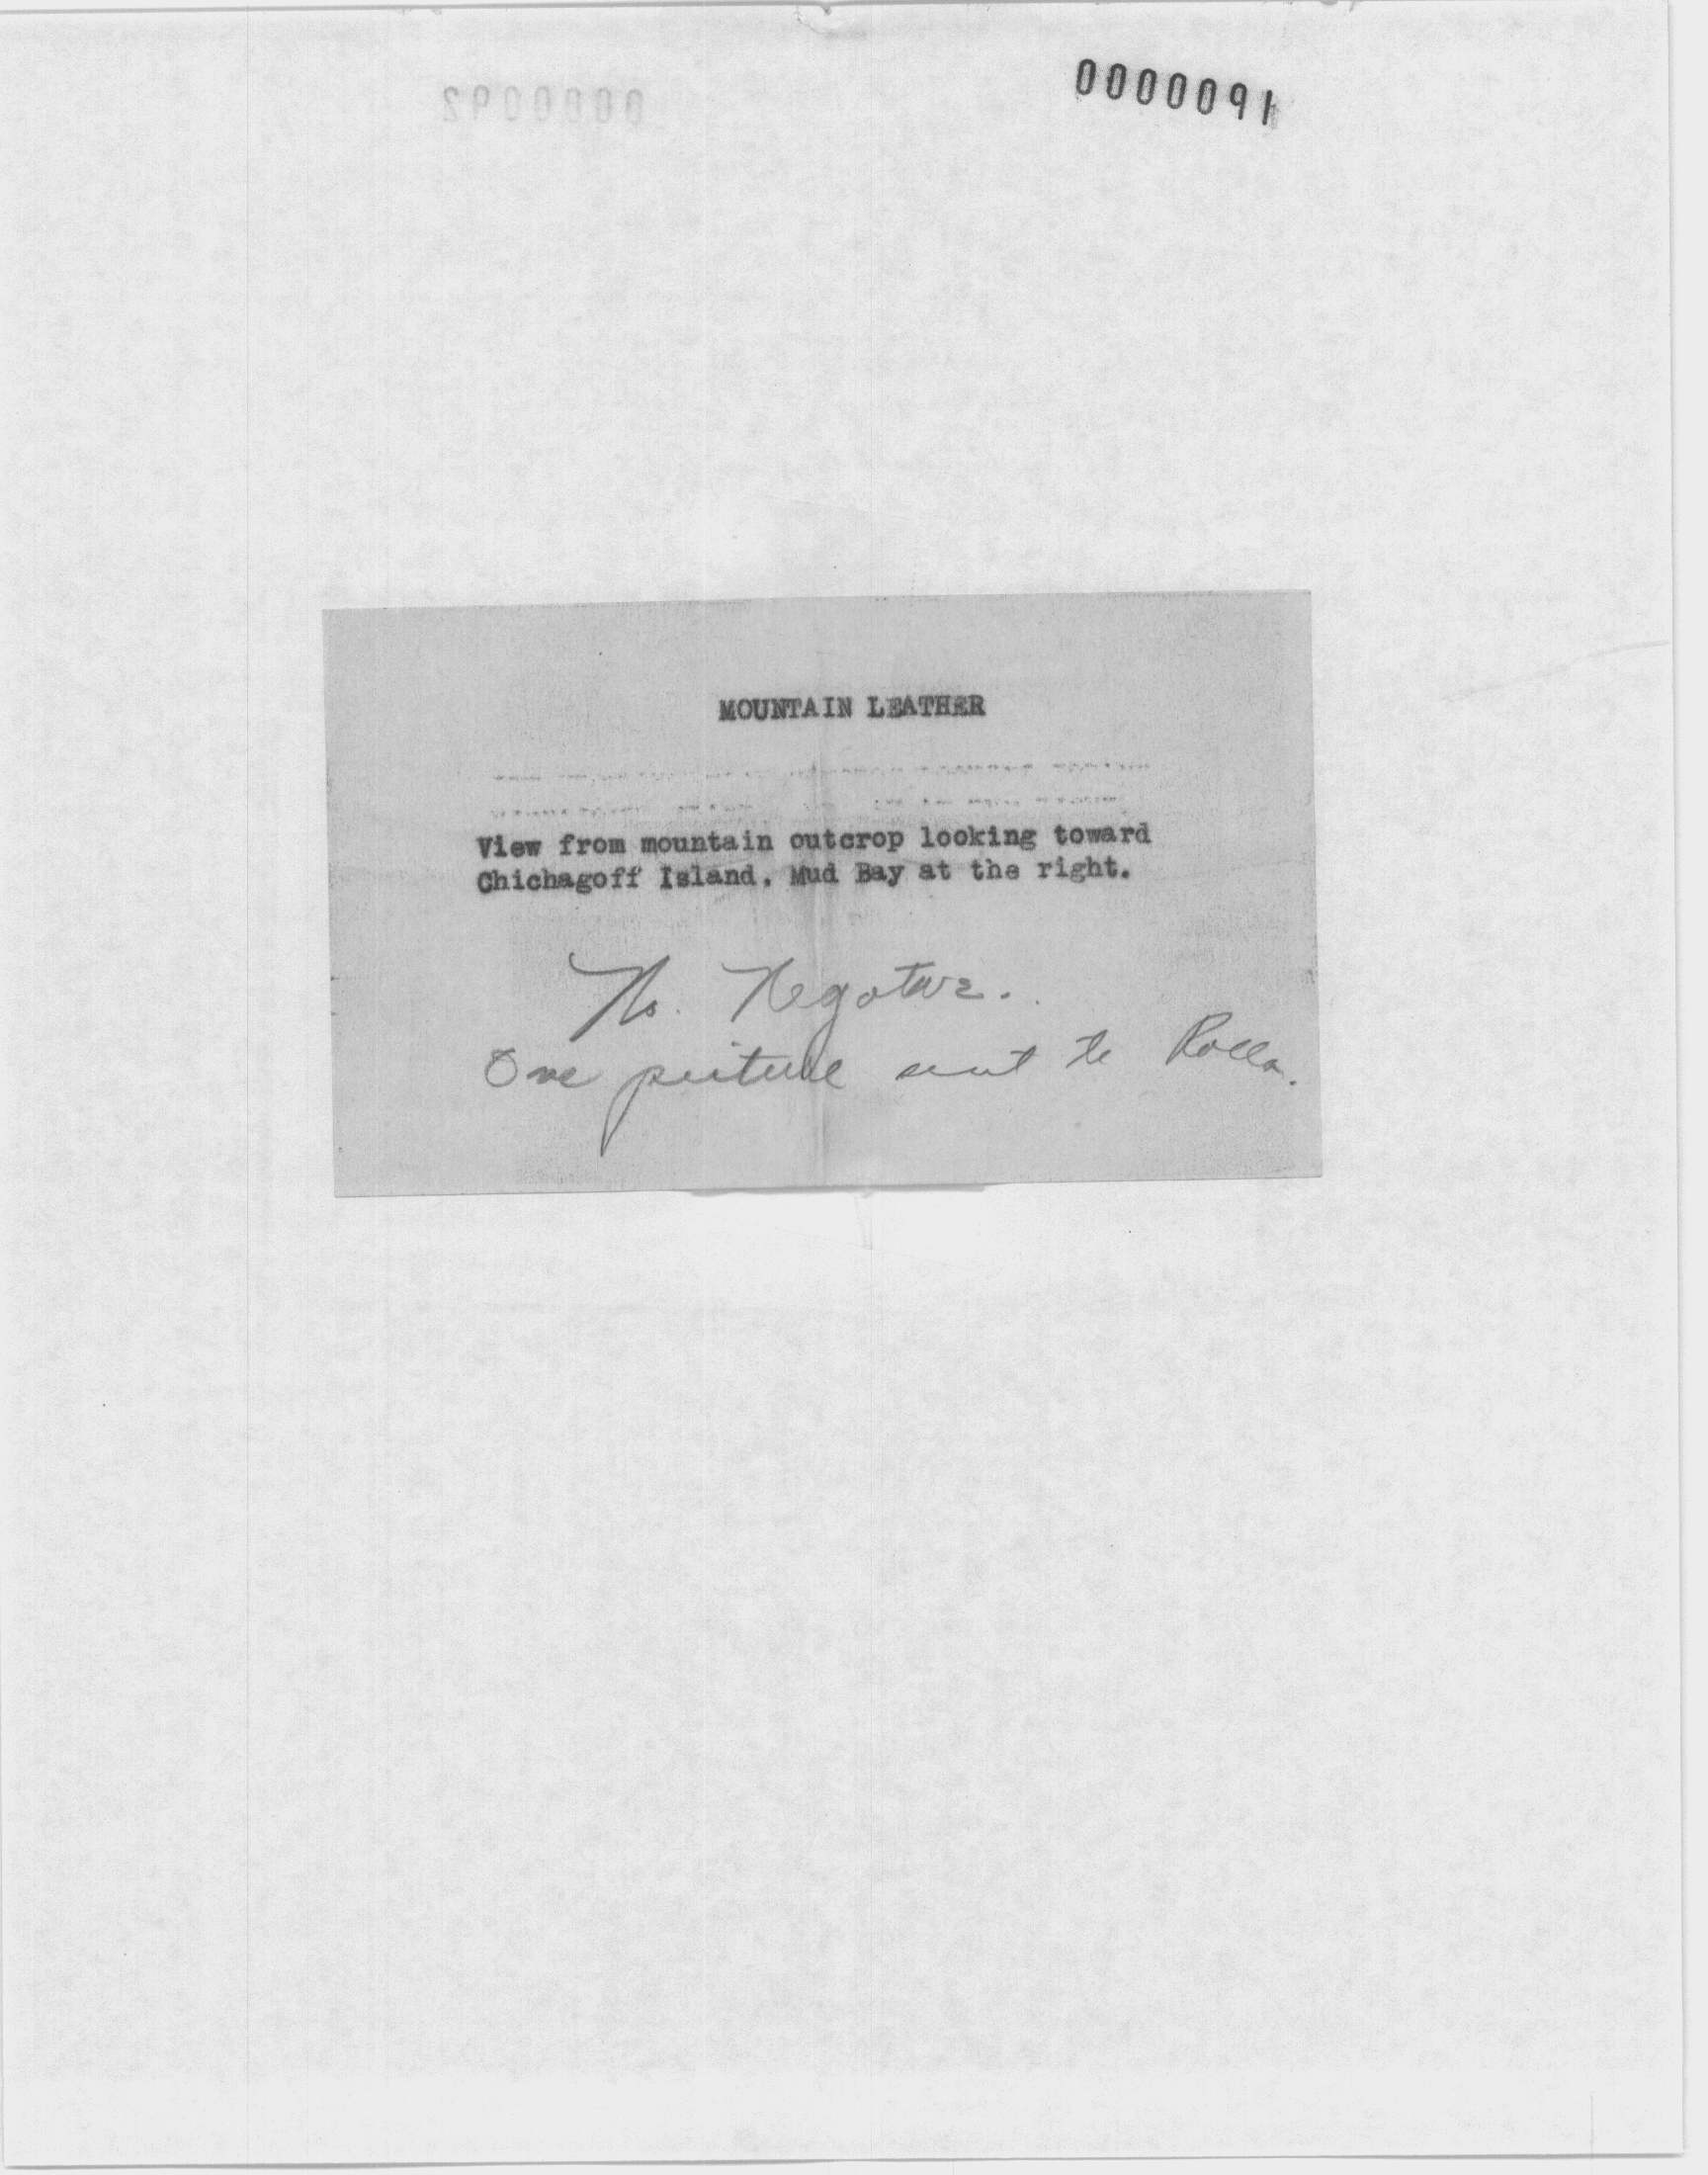 0000091
0000092
MOUNTAIN LEATHER
View from mountain outcrop looking toward
Chichagoff Island. Mud Bay at the right.
No. Negative.
One picture sent to Rolla.